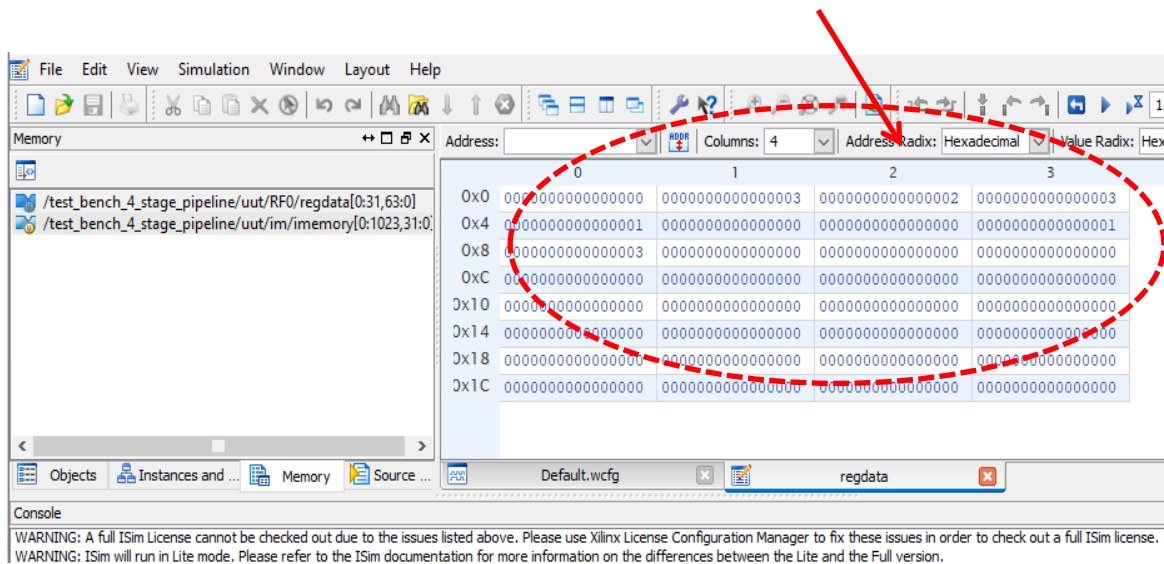 File Edit View Simulation Window Layout Help
1.
Memory
Address: Columns: 4 Address Radix: Hexadecimal Value Radix: Hex
/test_bench_4_stage_pipeline/uut/RF0/regdata[0:31,63:0]
/test_bench_4_stage_pipeline/uut/im/imemory[0:1023,31:0]
0 1 2 3
0x0 0000000000000000 0000000000000003 0000000000000002 0000000000000003
0x4 0000000000000001 0000000000000000 0000000000000000 0000000000000001
0x8 0000000000000003 0000000000000000 0000000000000000 0000000000000000
0xC 0000000000000000 0000000000000000 0000000000000000 0000000000000000
0x10 0000000000000000 0000000000000000 0000000000000000 0000000000000000
0x14 0000000000000000 0000000000000000 0000000000000000 0000000000000000
0x18 0000000000000000 0000000000000000 0000000000000000 0000000000000000
0x1C 0000000000000000 0000000000000000 0000000000000000 0000000000000000
Objects Instances and ... Memory Source ... Default.wcfg regdata
Console
WARNING: A full ISim License cannot be checked out due to the issues listed above. Please use Xilinx License Configuration Manager to fix these issues in order to check out a full ISim license.
WARNING: ISim will run in Lite mode. Please refer to the ISim documentation for more information on the differences between the Lite and the Full version.